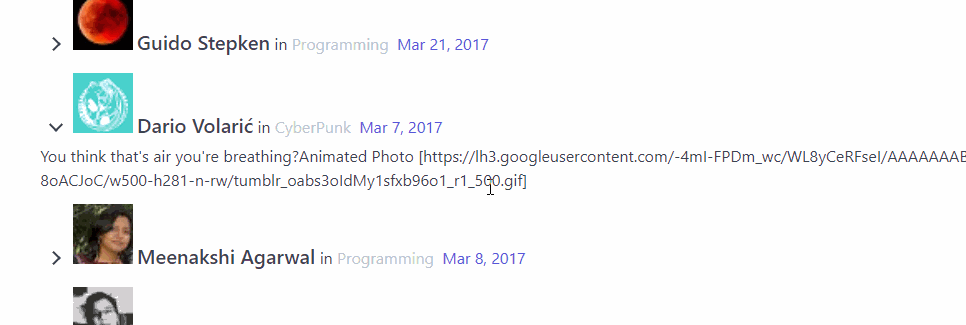 Guido Stepken in Programming Mar 21, 2017
Dario Volarić in CyberPunk Mar 7, 2017
You think that's air you're breathing?Animated Photo [https://lh3.googleusercontent.com/-4mI-FPDm_wc/WL8yCeRFseI/AAAAAAAB
8oACJoC/w500-h281-n-rw/tumblr_oabs3oIdMy1sfxb96o1_r1_500.gif]
Meenakshi Agarwal in Programming Mar 8, 2017